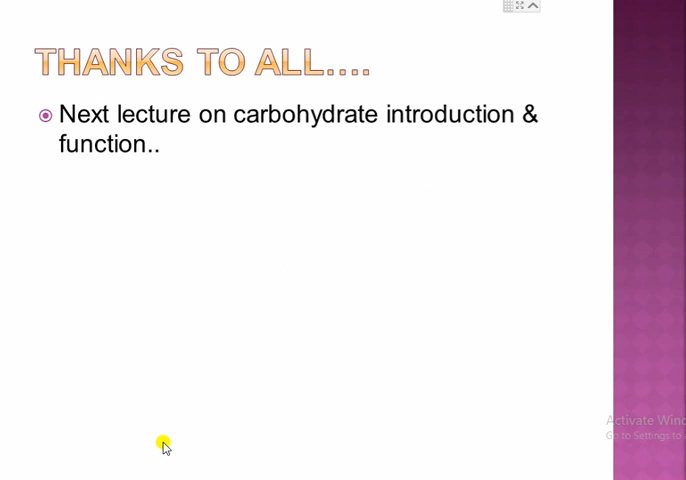 THANKS TO ALL....
Next lecture on carbohydrate introduction &
function..
Activate Wind
Go to Settings to